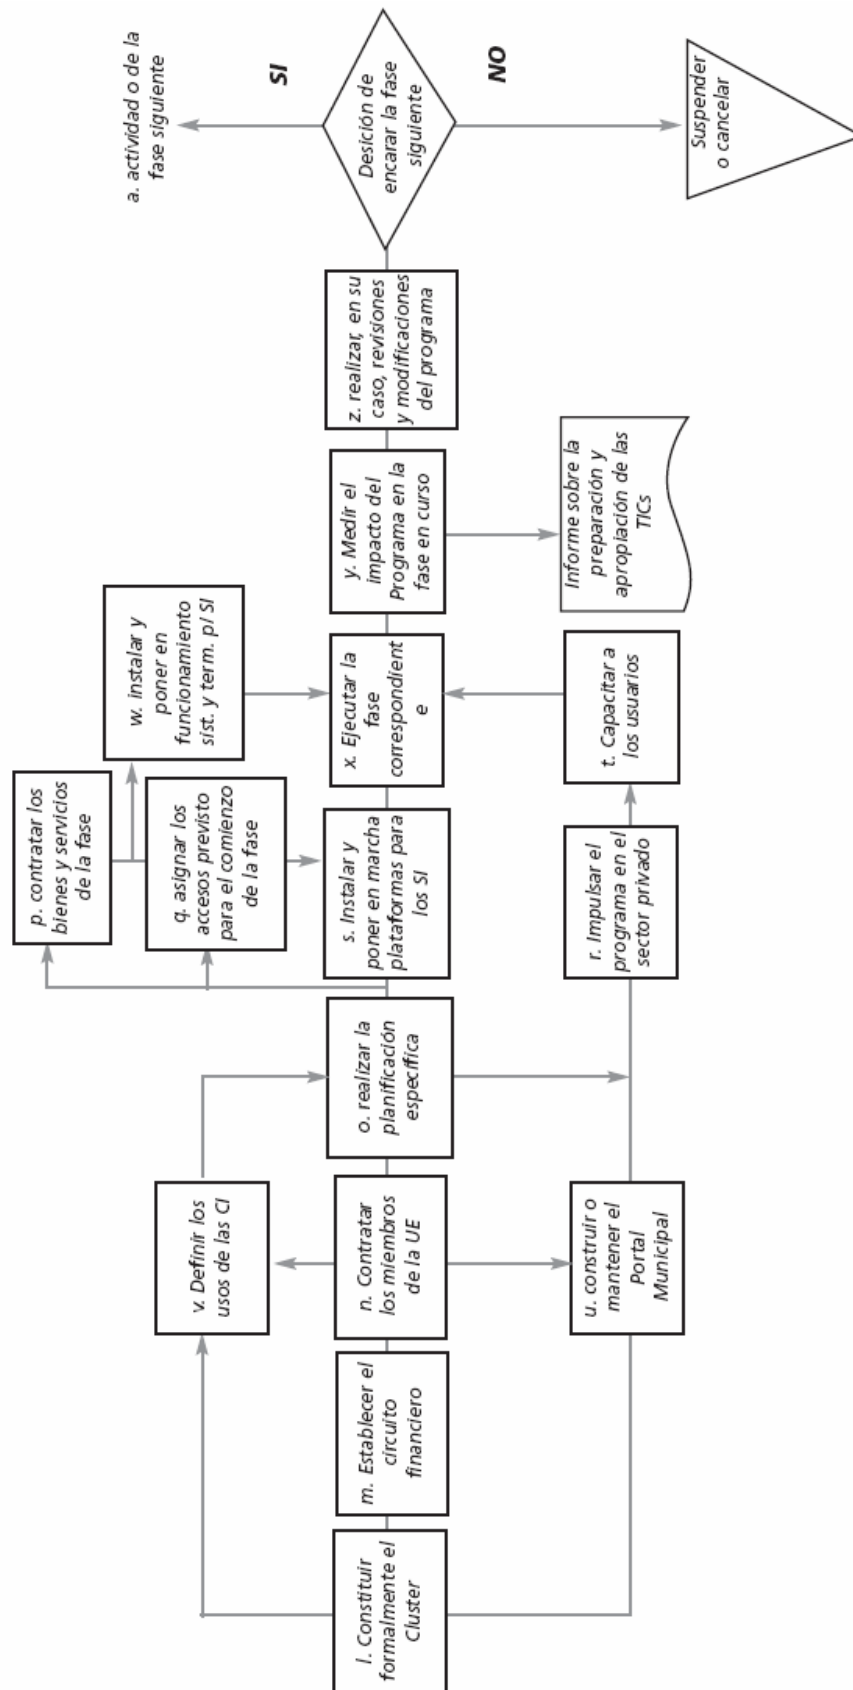 l. Constituir
formalmente el
Cluster
m. Establecer el
circuito
financiero
n. Contratar
los miembros
de la UE
v. Definir los
usos de las CI
u. construir o
mantener el
Portal
Municipal
o. realizar la
planificación
específica
p. contratar los
bienes y servicios
de la fase
q. asignar los
accesos previsto
para el comienzo
de la fase
s. Instalar y
poner en marcha
plataformas para
los SI
r. Impulsar el
programa en el
sector privado
w. instalar y
poner en
funcionamiento
sist. y term. p/ SI
x. Ejecutar la
fase
correspondient
e
t. Capacitar a
los usuarios
y. Medir el
impacto del
Programa en la
fase en curso
Informe sobre la
preparación y
apropiación de las
TICs
z. realizar, en su
caso, revisiones
y modificaciones
del programa
Desición de
encarar la fase
siguiente
SI
NO
a. actividad o de la
fase siguiente
Suspender
o cancelar